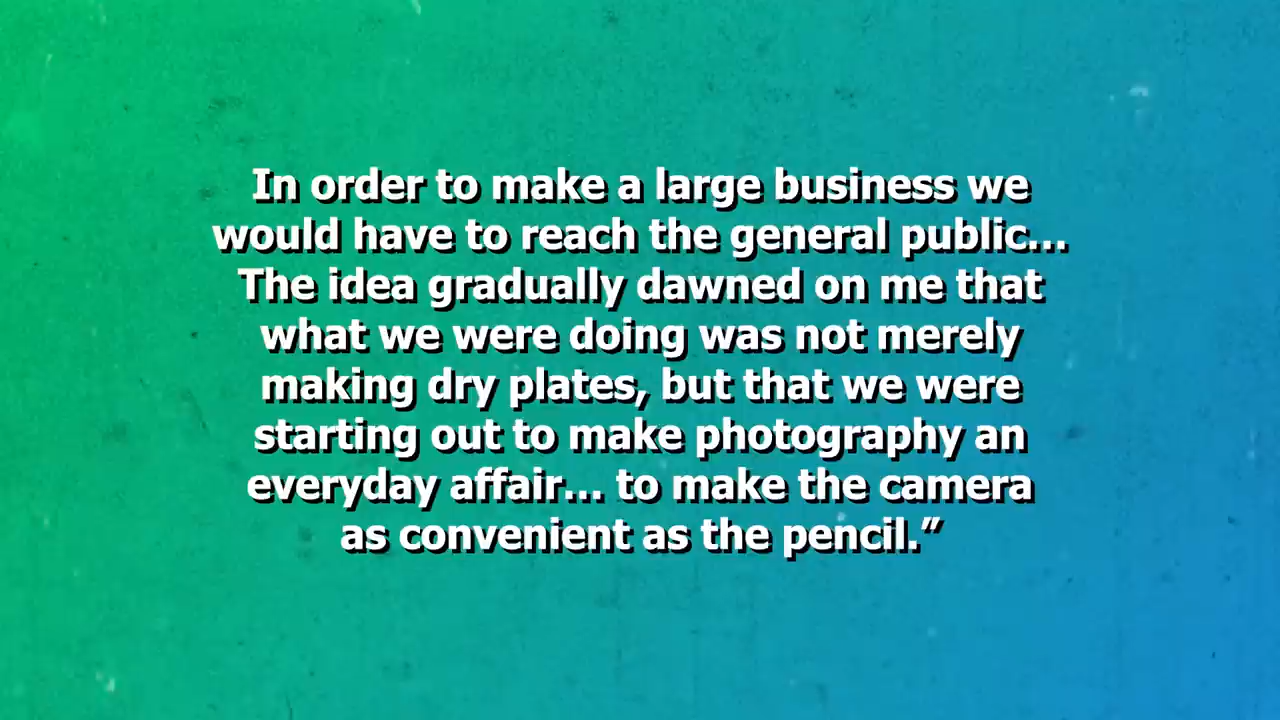 In order to make a large business we
would have to reach the general public...
The idea gradually dawned on me that
what we were doing was not merely
making dry plates, but that we were
starting out to make photography an
everyday affair... to make the camera
as convenient as the pencil.”